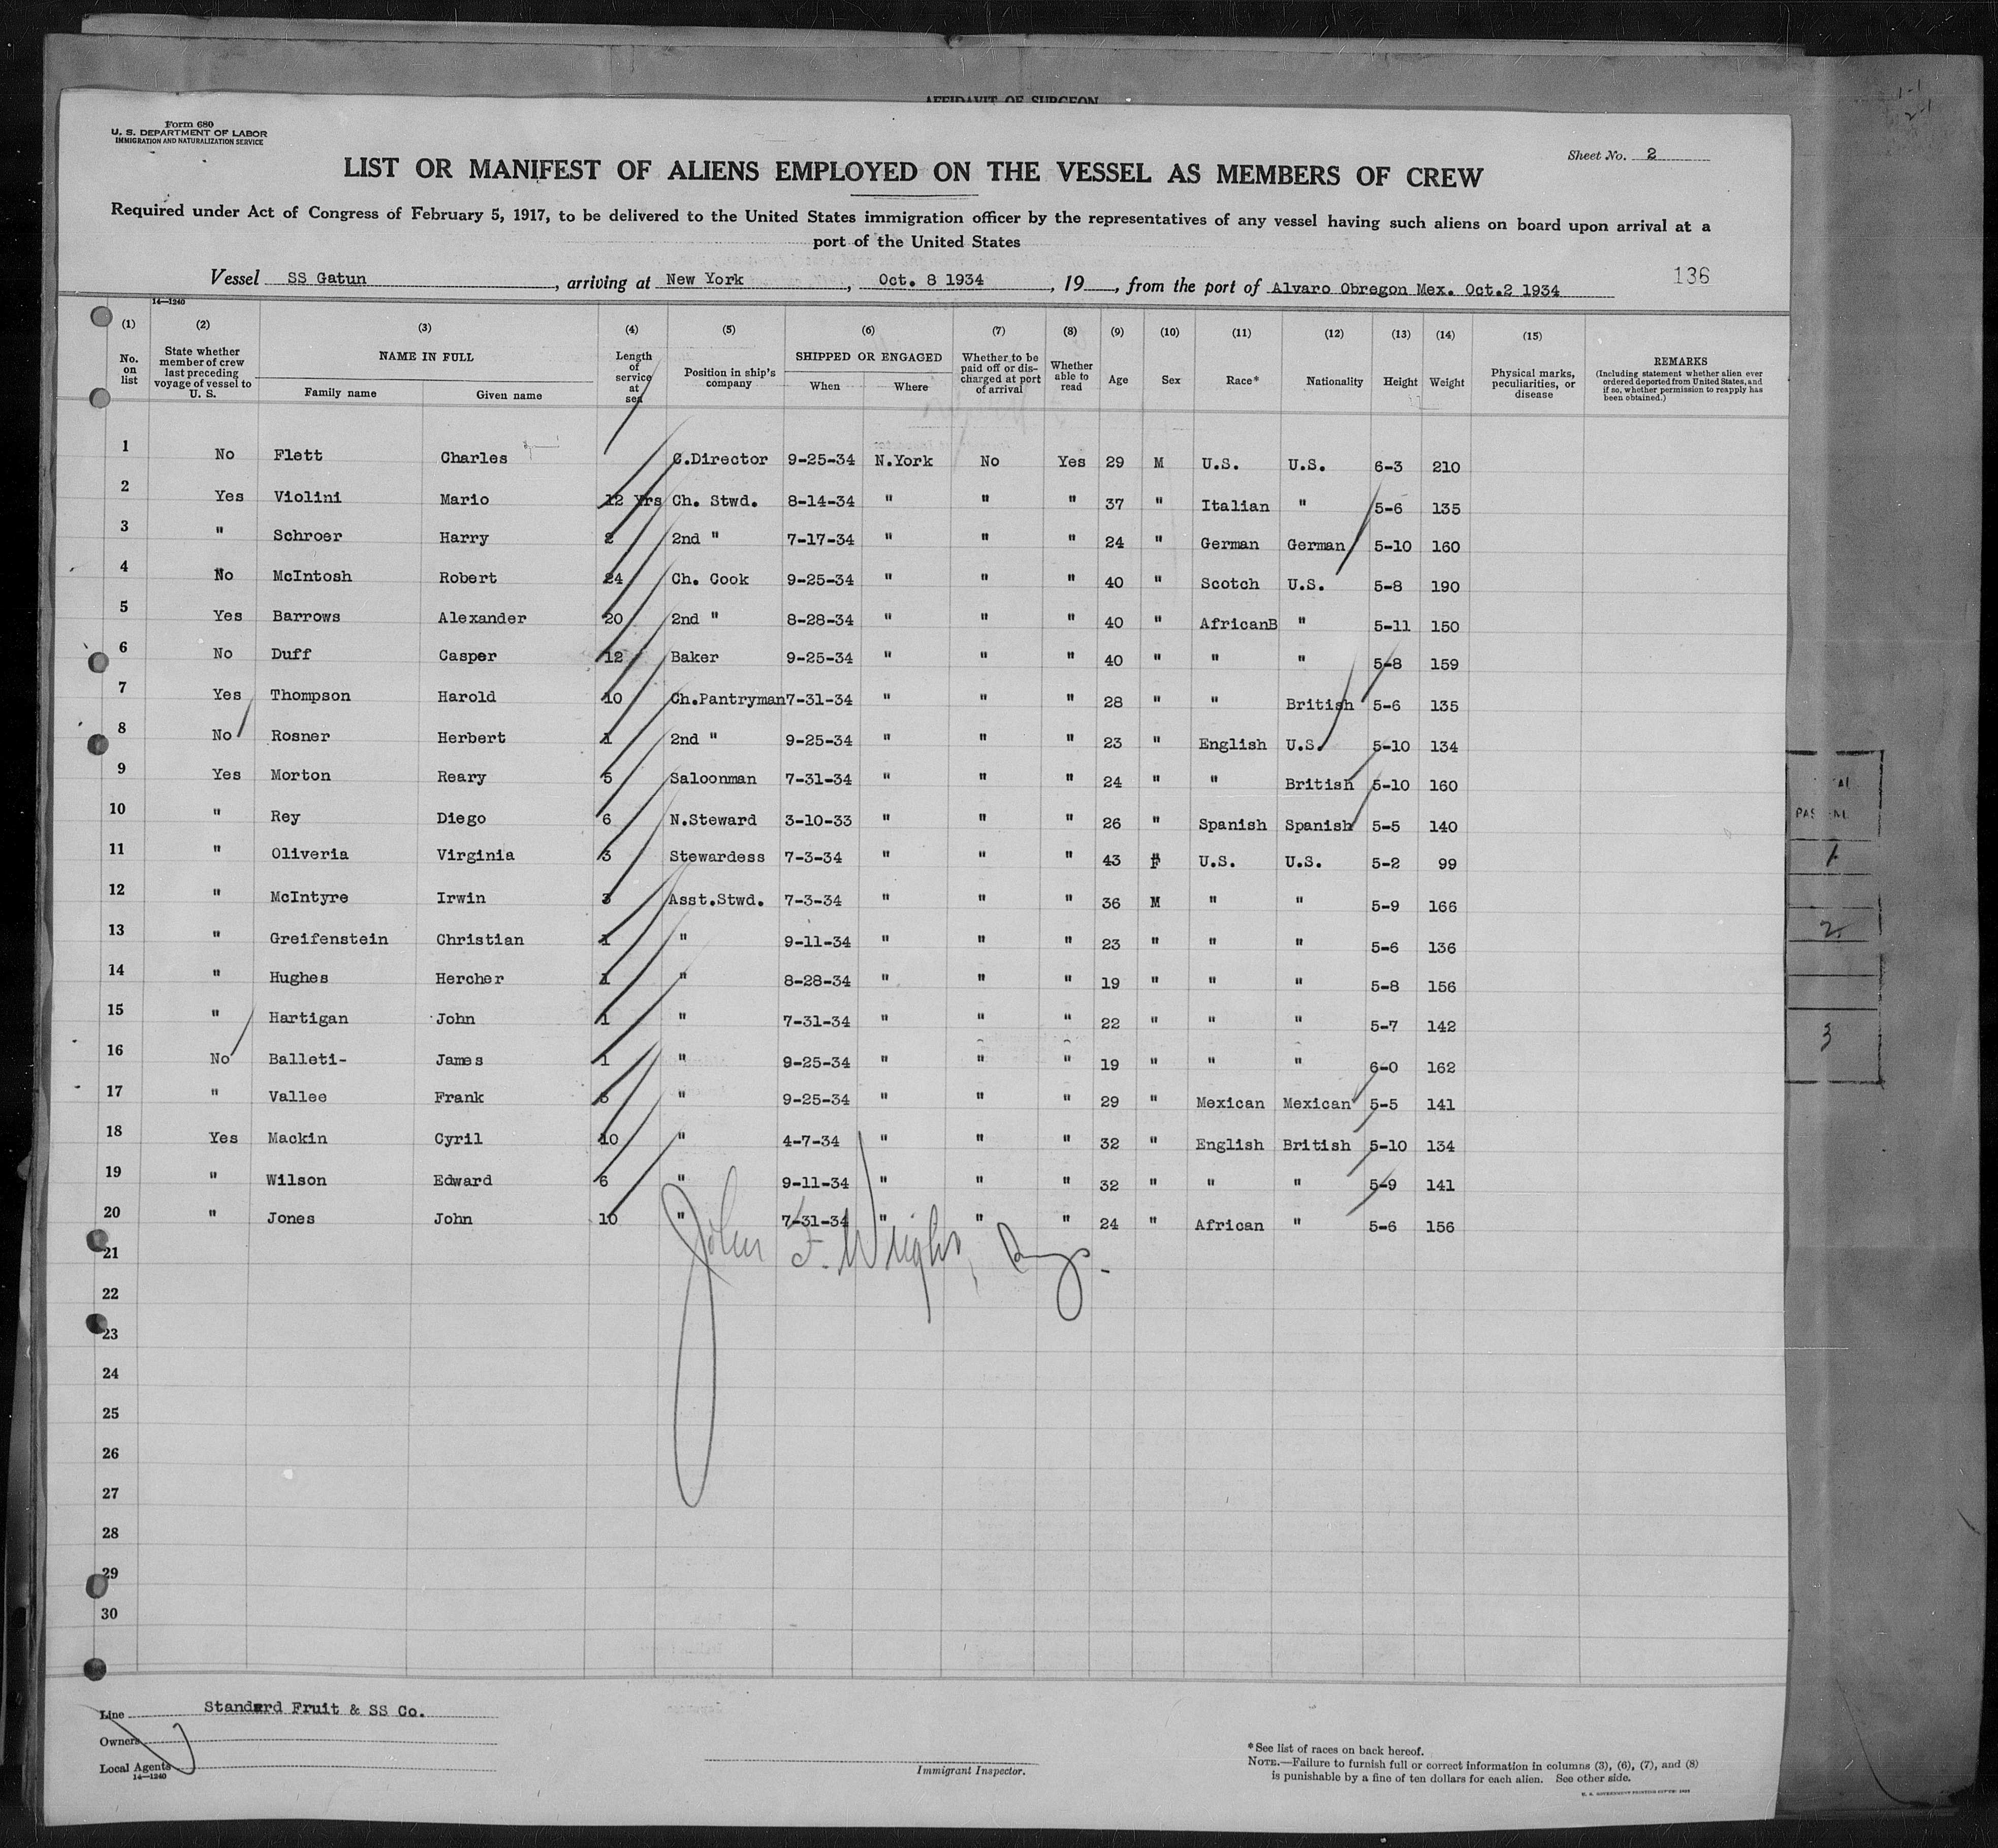 AFFIDAVIT OF SURGEON
Form 680
U. S. DEPARTMENT OF LABOR
IMMIGRATION AND NATURALIZATION SERVICE
Sheet No. 2
LIST OR MANIFEST OF ALIENS EMPLOYED ON THE VESSEL AS MEMBERS OF CREW
Required under Act of Congress of February 5, 1917, to be delivered to the United States immigration officer by the representatives of any vessel having such aliens on board upon arrival at a
port of the United States
Vessel SS Gatun, arriving at New York, Oct. 8 1934, 19, from the port of Alvaro Obregon Mex. Oct.2 1934 136
14—1240
(1) (2) (3) (4) (5) (6) (7) (8) (9) (10) (11) (12) (13) (14) (15)
No. on list State whether member of crew last preceding voyage of vessel to U. S. NAME IN FULL Family name Given name Length of service at sea Position in ship's company SHIPPED OR ENGAGED When Where Whether to be paid off or discharged at port of arrival Whether able to read Age Sex Race* Nationality Height Weight Physical marks, peculiarities, or disease REMARKS (Including statement whether alien ever ordered deported from United States, and if so, whether permission to reapply has been obtained.)
1 No Flett Charles C.Director 9-25-34 N.York No Yes 29 M U.S. U.S. 6-3 210
2 Yes Violini Mario 12 Yrs Ch. Stwd. 8-14-34 " " " 37 " Italian " 5-6 135
3 " Schroer Harry 2 2nd " 7-17-34 " " " 24 " German German 5-10 160
4 No McIntosh Robert 24 Ch. Cook 9-25-34 " " " 40 " Scotch U.S. 5-8 190
5 Yes Barrows Alexander 20 2nd " 8-28-34 " " " 40 " AfricanB " 5-11 150
6 No Duff Casper 12 Baker 9-25-34 " " " 40 " " " 5-8 159
7 Yes Thompson Harold 10 Ch.Pantryman 7-31-34 " " " 28 " " British 5-6 135
8 No Rosner Herbert 1 2nd " 9-25-34 " " " 23 " English U.S. 5-10 134
9 Yes Morton Reary 5 Saloonman 7-31-34 " " " 24 " " British 5-10 160
10 " Rey Diego 6 N.Steward 3-10-33 " " " 26 " Spanish Spanish 5-5 140
11 " Oliveria Virginia 3 Stewardess 7-3-34 " " " 43 F U.S. U.S. 5-2 99
12 " McIntyre Irwin 3 Asst.Stwd. 7-3-34 " " " 36 M " " 5-9 166
13 " Greifenstein Christian 1 " 9-11-34 " " " 23 " " " 5-6 136
14 " Hughes Hercher 1 " 8-28-34 " " " 19 " " " 5-8 156
15 " Hartigan John 1 " 7-31-34 " " " 22 " " " 5-7 142
16 No Balleti- James 1 " 9-25-34 " " " 19 " " " 6-0 162
17 " Vallee Frank 6 " 9-25-34 " " " 29 " Mexican Mexican 5-5 141
18 Yes Mackin Cyril 10 " 4-7-34 " " " 32 " English British 5-10 134
19 " Wilson Edward 6 " 9-11-34 " " " 32 " " " 5-9 141
20 " Jones John 10 " 7-31-34 " " " 24 " African " 5-6 156
John F. Wright,
21
22
23
24
25
26
27
28
29
30
Line Standard Fruit & SS Co.
Owners
Local Agents
14—1240
Immigrant Inspector.
*See list of races on back hereof.
NOTE.—Failure to furnish full or correct information in columns (3), (6), (7), and (8)
is punishable by a fine of ten dollars for each alien. See other side.